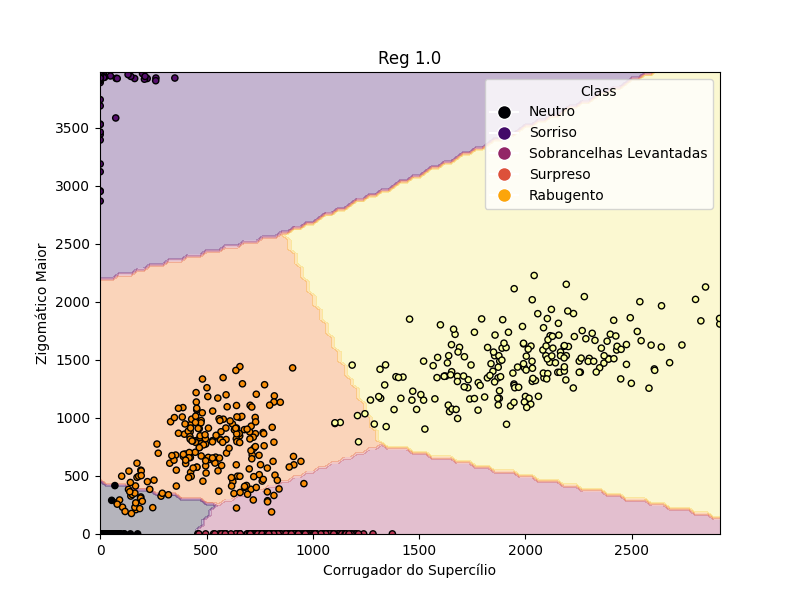 Reg 1.0
Class
Neutro
Sorriso
Sobrancelhas Levantadas
Surpreso
Rabugento
Zigomático Maior
3500
3000
2500
2000
1500
1000
500
0
0 500 1000 1500 2000 2500
Corrugador do Supercílio